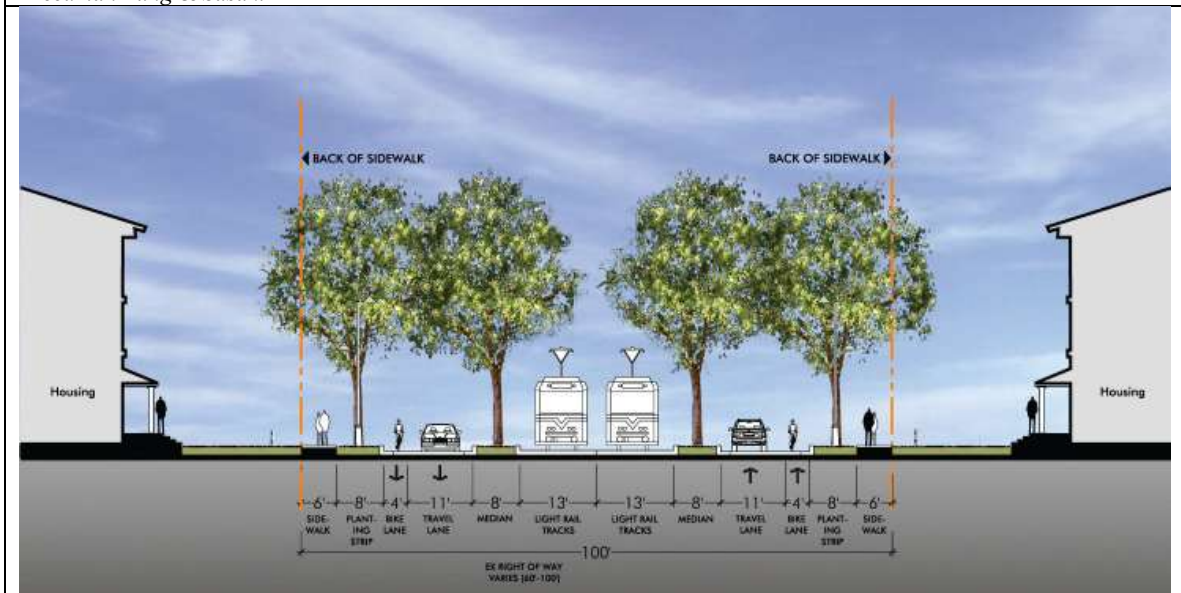 BACK OF SIDEWALK
BACK OF SIDEWALK
Housing
Housing
6' 8' 4' 11' 8' 13' 13' 8' 11' 4' 8' 6'
SIDE-
WALK
PLANT-
ING
STRIP
BIKE
LANE
TRAVEL
LANE
MEDIAN
LIGHT RAIL
TRACKS
LIGHT RAIL
TRACKS
MEDIAN
TRAVEL
LANE
BIKE
LANE
PLANT-
ING
STRIP
SIDE-
WALK
100'
EX RIGHT OF WAY
VARIES (60'-100')